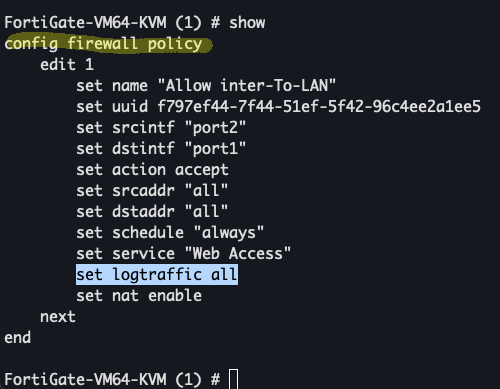 FortiGate-VM64-KVM (1) # show
config firewall policy
edit 1
set name "Allow inter-To-LAN"
set uuid f797ef44-7f44-51ef-5f42-96c4ee2a1ee5
set srcintf "port2"
set dstintf "port1"
set action accept
set srcaddr "all"
set dstaddr "all"
set schedule "always"
set service "Web Access"
set logtraffic all
set nat enable
next
end
FortiGate-VM64-KVM (1) #